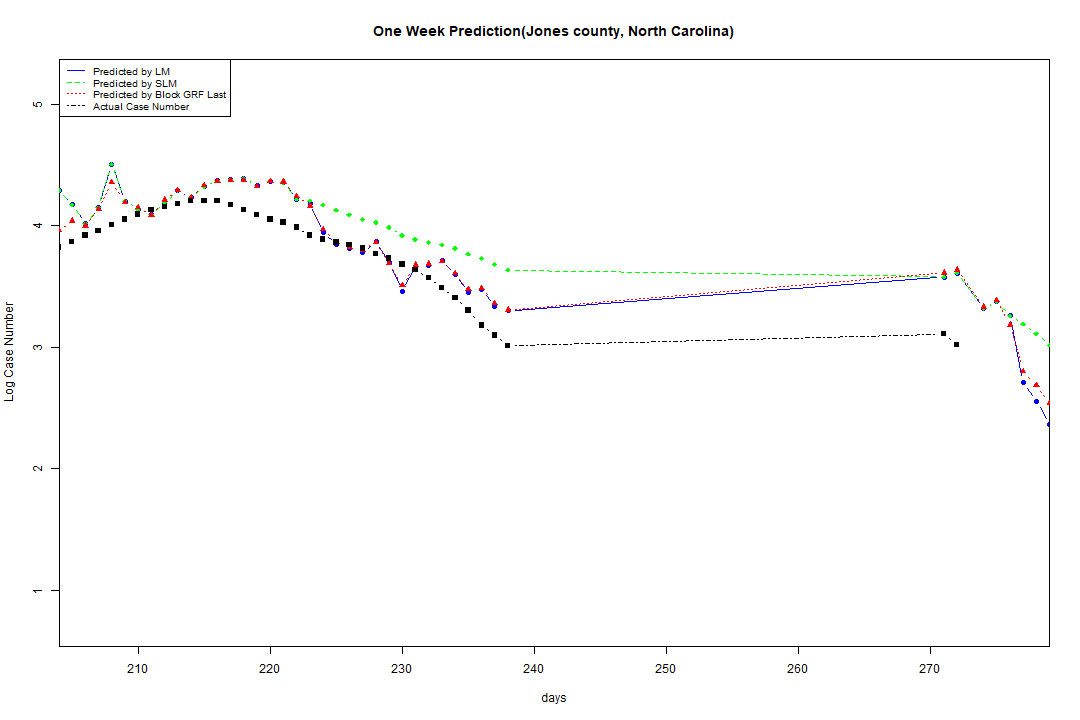 One Week Prediction(Jones county, North Carolina)
Predicted by LM
Predicted by SLM
Predicted by Block GRF Last
Actual Case Number
5
4
3
2
1
Log Case Number
210 220 230 240 250 260 270
days